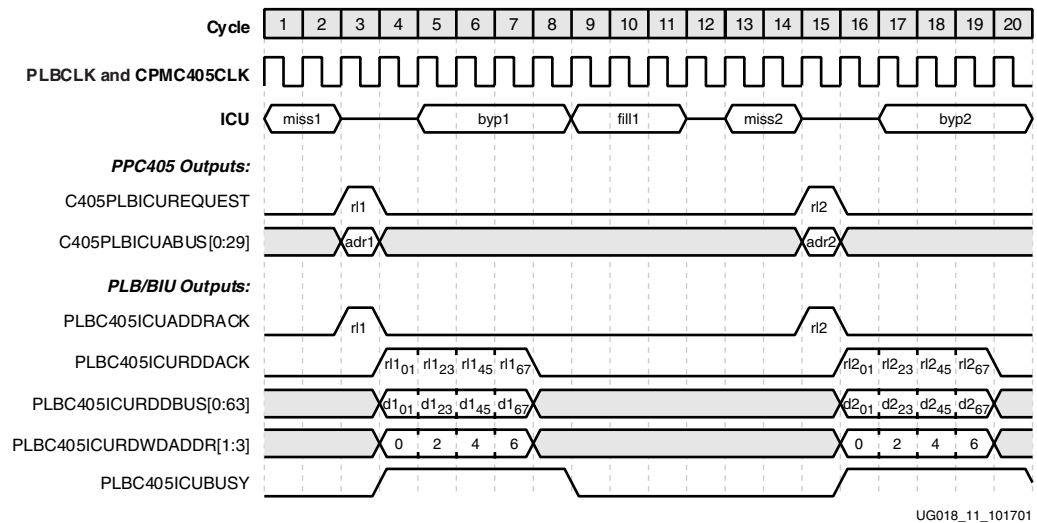 Cycle 1 2 3 4 5 6 7 8 9 10 11 12 13 14 15 16 17 18 19 20
PLBCLK and CPMC405CLK
ICU miss1 byp1 fill1 miss2 byp2
PPC405 Outputs:
C405PLBICUREQUEST rl1 rl2
C405PLBICUABUS[0:29] adr1 adr2
PLB/BIU Outputs:
PLBC405ICUADDRACK rl1 rl2
PLBC405ICURDDACK rl1₀₁ rl1₂₃ rl1₄₅ rl1₆₇ rl2₀₁ rl2₂₃ rl2₄₅ rl2₆₇
PLBC405ICURDDBUS[0:63] d1₀₁ d1₂₃ d1₄₅ d1₆₇ d2₀₁ d2₂₃ d2₄₅ d2₆₇
PLBC405ICURDWDADDR[1:3] 0 2 4 6 0 2 4 6
PLBC405ICUBUSY
UG018_11_101701